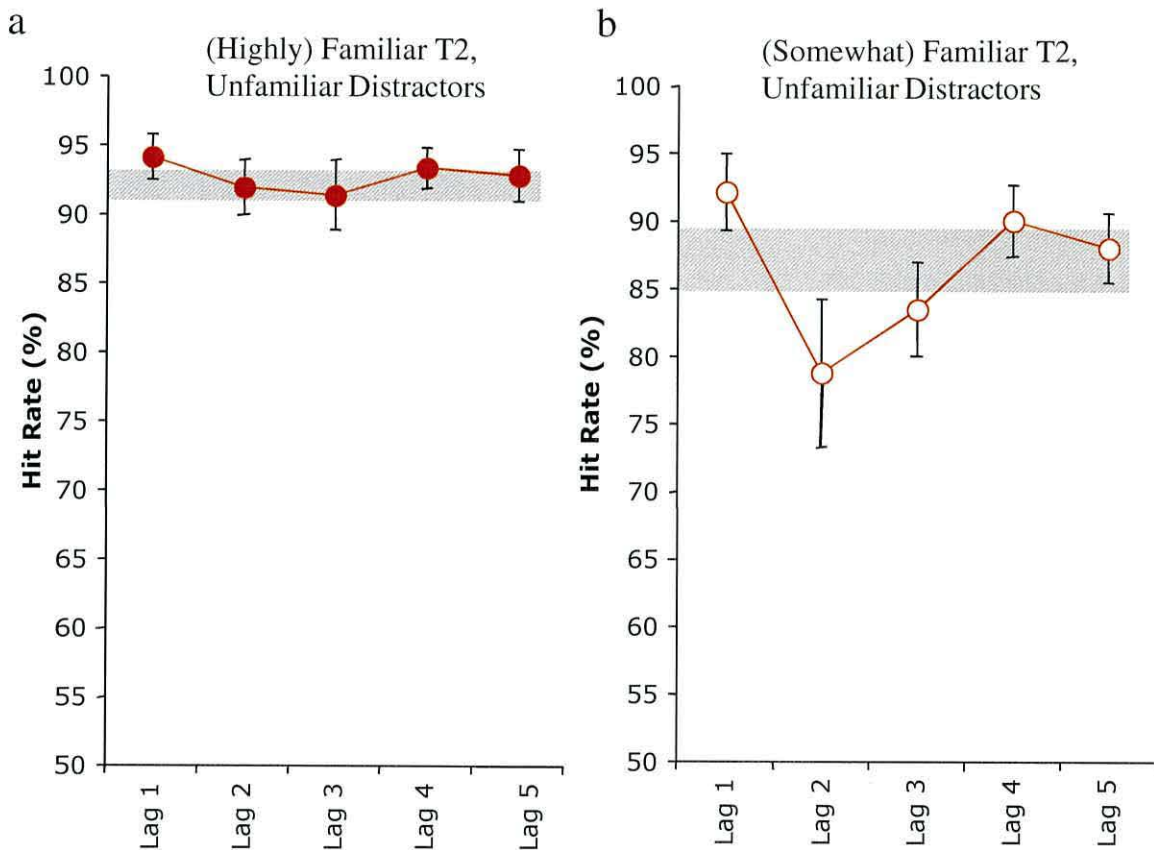 a
(Highly) Familiar T2,
Unfamiliar Distractors
Hit Rate (%)
100
95
90
85
80
75
70
65
60
55
50
Lag 1
Lag 2
Lag 3
Lag 4
Lag 5
b
(Somewhat) Familiar T2,
Unfamiliar Distractors
Hit Rate (%)
100
95
90
85
80
75
70
65
60
55
50
Lag 1
Lag 2
Lag 3
Lag 4
Lag 5